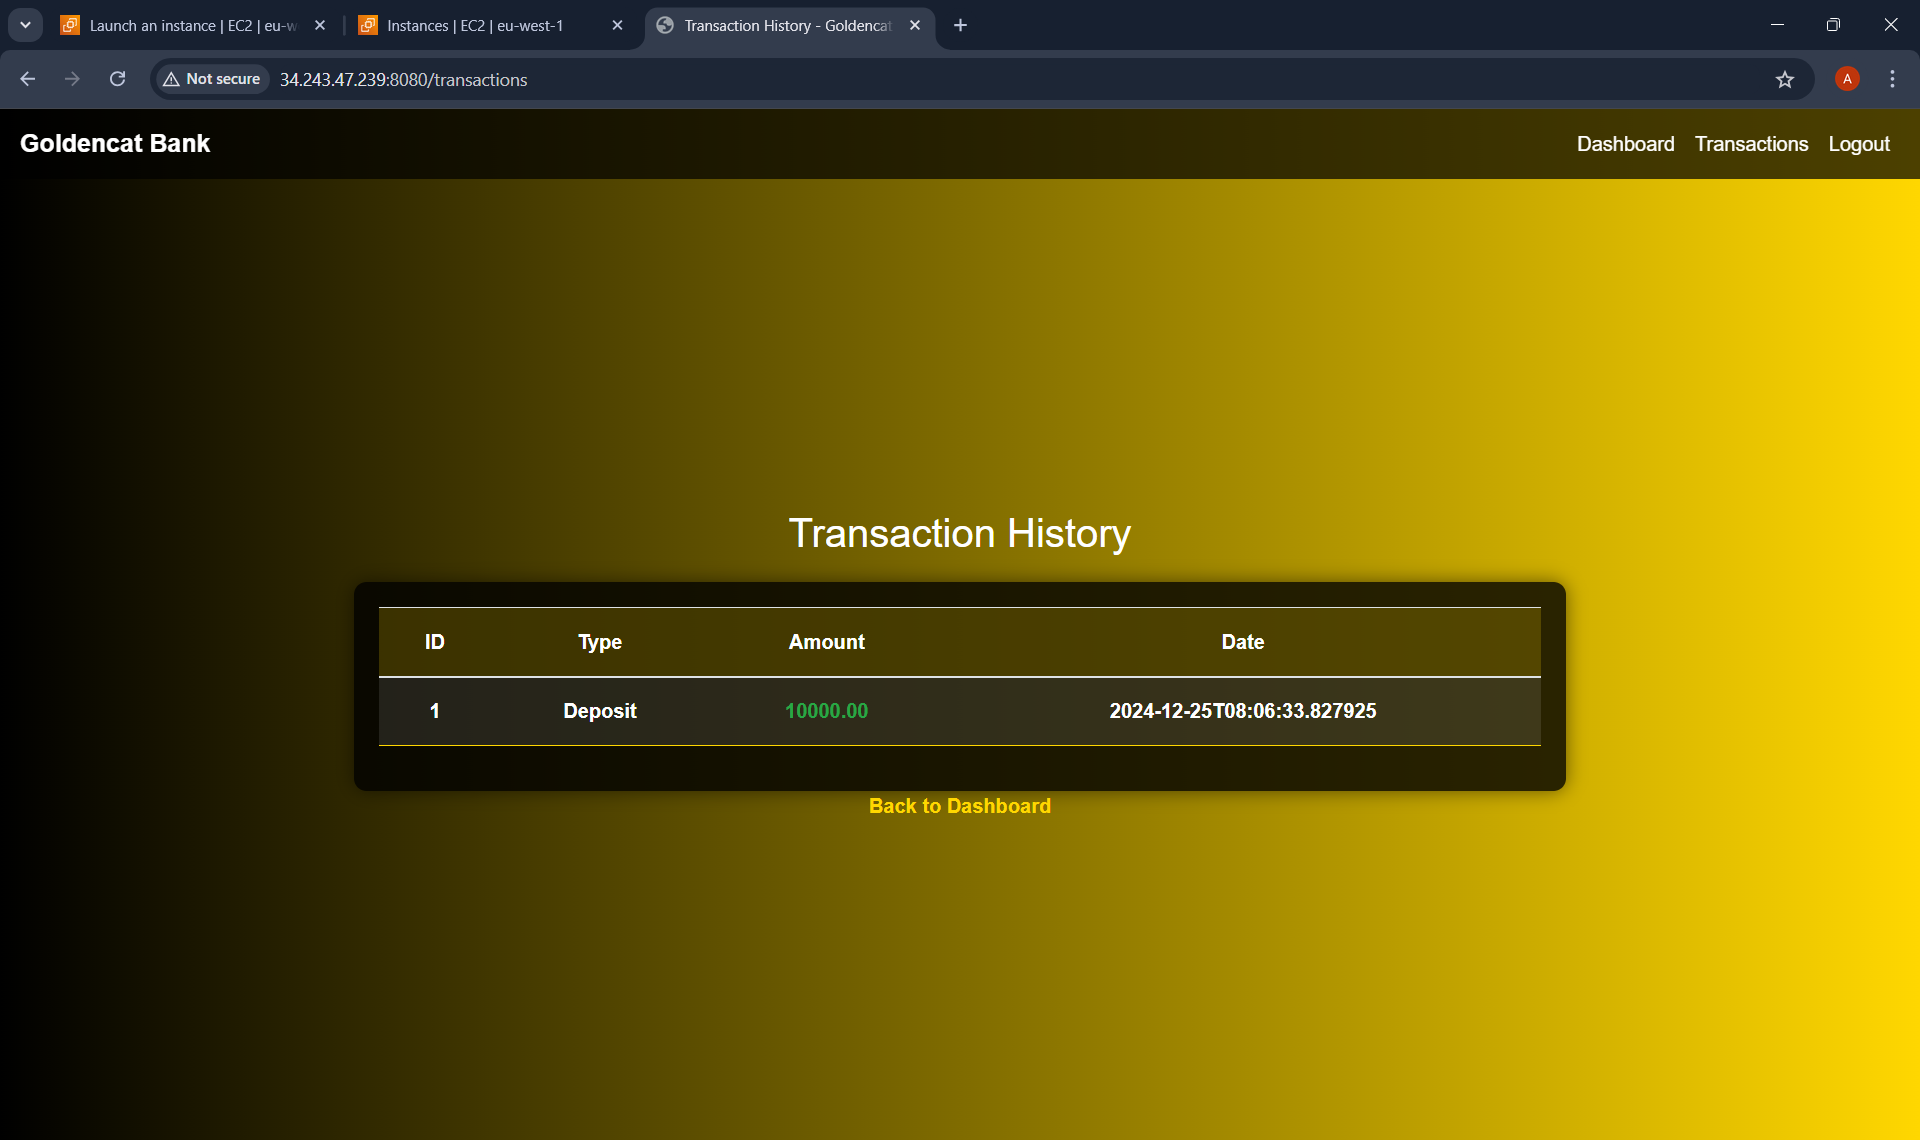 Launch an instance | EC2 | eu-w
Instances | EC2 | eu-west-1
Transaction History - Goldencat
Not secure
34.243.47.239:8080/transactions
A
Goldencat Bank
Dashboard Transactions Logout
Transaction History
ID Type Amount Date
1 Deposit 10000.00 2024-12-25T08:06:33.827925
Back to Dashboard